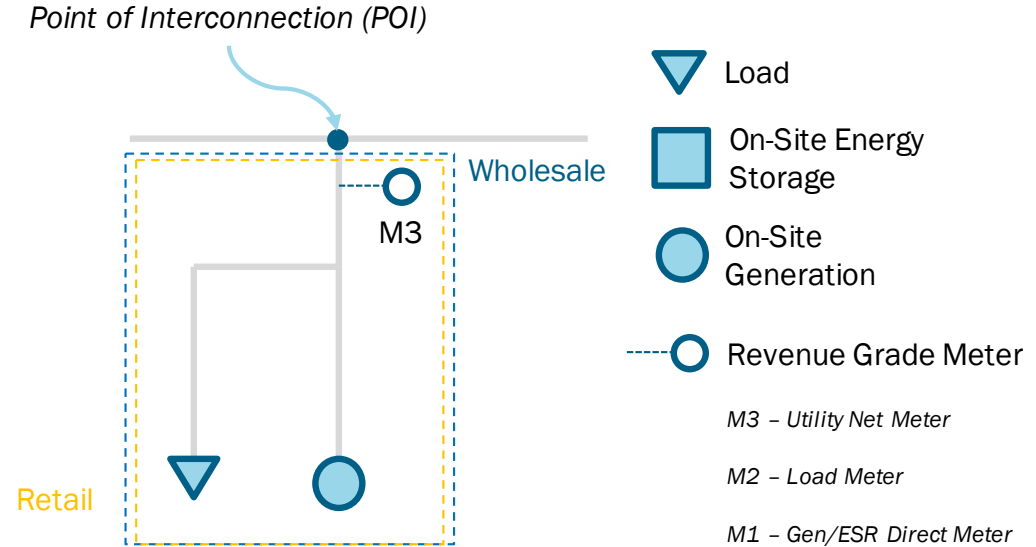 Point of Interconnection (POI)
Wholesale
M3
Retail
Load
On-Site Energy
Storage
On-Site
Generation
Revenue Grade Meter
M3 – Utility Net Meter
M2 – Load Meter
M1 – Gen/ESR Direct Meter